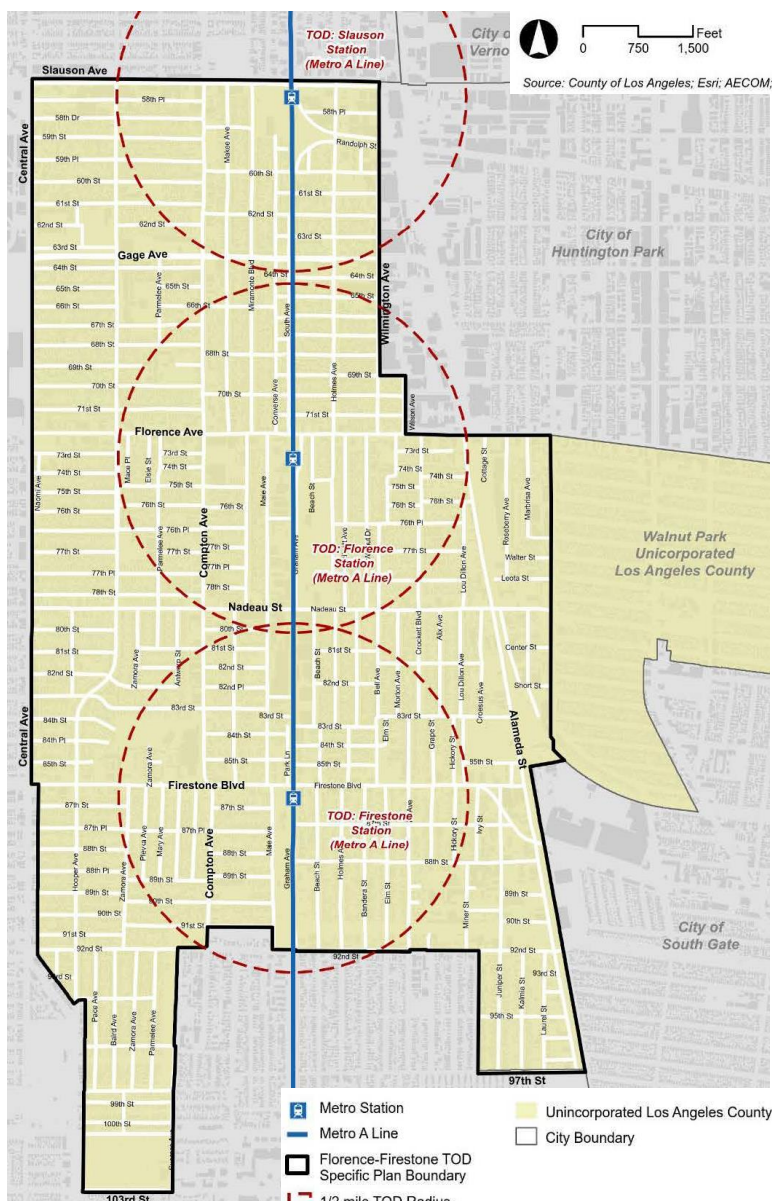 TOD: Slauson
Station
(Metro A Line)
City of
Verno
Feet
0 750 1,500
Source: County of Los Angeles; Esri; AECOM;
Slauson Ave
Central Ave
58th Pl
58th Pl
58th Dr
59th St
Makee Ave
Randolph St
59th Pl
60th St
60th St
61st St
61st St
62nd St
62nd St
62nd St
63rd St
63rd St
Gage Ave
City of
Huntington Park
64th St
64th St
64th St
65th St
65th St
65th St
66th St
66th St
Parmelee Ave
Miramonte Blvd
South Ave
Wilmington Ave
67th St
68th St
68th St
69th St
69th St
70th St
70th St
71st St
71st St
Converse Ave
Holmes Ave
Wilson Ave
Florence Ave
73rd St
73rd St
73rd St
74th St
74th St
74th St
74th St
75th St
75th St
75th St
76th St
76th St
76th St
76th St
76th St
76th Pl
76th Pl
77th St
77th St
77th St
77th St
77th Pl
78th St
78th St
Naomi Ave
Mace Pl
Elsie St
Parmelee Ave
Compton Ave
Maie Ave
Beach St
Lou Dillon Ave
Cottage St
Roseberry Ave
Marbrisa Ave
Walter St
Leota St
Walnut Park
Unicorporated
Los Angeles County
TOD: Florence
Station
(Metro A Line)
Nadeau St
Nadeau St
80th St
80th St
81st St
81st St
81st St
82nd St
82nd St
82nd St
82nd Pl
83rd St
83rd St
83rd St
83rd St
84th St
84th St
84th St
84th Pl
85th St
85th St
85th St
85th St
Zamora Ave
Antwerp St
Beach St
Bell Ave
Morton Ave
Crockett Blvd
Alix Ave
Lou Dillon Ave
Croesus Ave
Center St
Short St
Elm St
Grape St
Hickory St
Alameda St
Central Ave
Zamora Ave
Park Ln
Firestone Blvd
Firestone Blvd
TOD: Firestone
Station
(Metro A Line)
87th St
87th St
87th Pl
87th Pl
88th St
88th St
88th St
88th Pl
89th St
89th St
89th St
89th St
90th St
90th St
91st St
91st St
92nd St
92nd St
92nd St
93rd St
95th St
Hooper Ave
Zamora Ave
Plevia Ave
Mary Ave
Compton Ave
Maie Ave
Graham Ave
Beach St
Bandera St
Elm St
Hickory St
Ivy St
Miner St
Juniper St
Kalmia St
Laurel St
City of
South Gate
Pace Ave
Baird Ave
Zamora Ave
Parmelee Ave
97th St
99th St
100th St
103rd St
Metro Station
Metro A Line
Florence-Firestone TOD
Specific Plan Boundary
1/2 mile TOD Radius
Unincorporated Los Angeles County
City Boundary